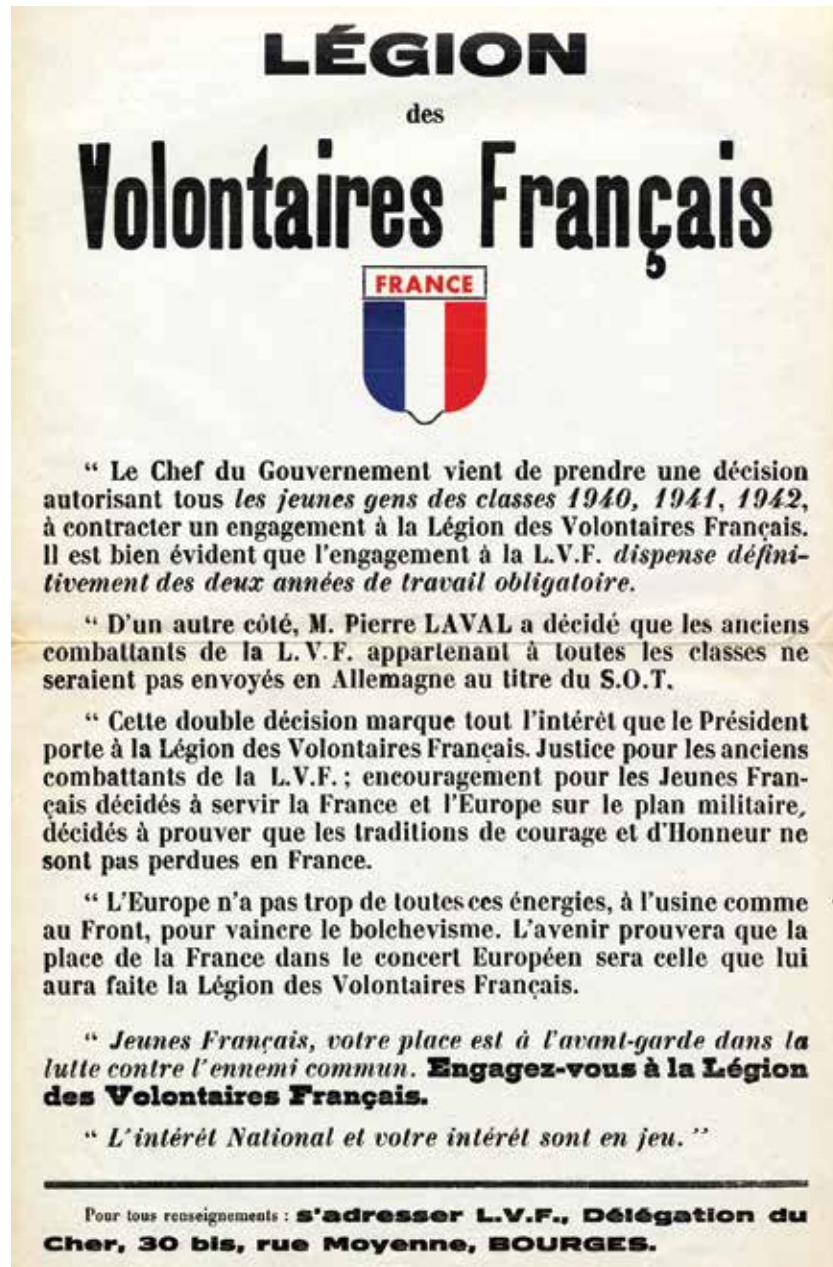 LÉGION
des
Volontaires Français
FRANCE
“ Le Chef du Gouvernement vient de prendre une décision
autorisant tous les jeunes gens des classes 1940, 1941, 1942,
à contracter un engagement à la Légion des Volontaires Français.
Il est bien évident que l'engagement à la L.V.F. dispense défini-
tivement des deux années de travail obligatoire.
“ D'un autre côté, M. Pierre LAVAL a décidé que les anciens
combattants de la L.V.F. appartenant à toutes les classes ne
seraient pas envoyés en Allemagne au titre du S.O.T.
“ Cette double décision marque tout l'intérêt que le Président
porte à la Légion des Volontaires Français. Justice pour les anciens
combattants de la L.V.F. ; encouragement pour les Jeunes Fran-
çais décidés à servir la France et l'Europe sur le plan militaire,
décidés à prouver que les traditions de courage et d'Honneur ne
sont pas perdues en France.
“ L'Europe n'a pas trop de toutes ces énergies, à l'usine comme
au Front, pour vaincre le bolchevisme. L'avenir prouvera que la
place de la France dans le concert Européen sera celle que lui
aura faite la Légion des Volontaires Français.
“ Jeunes Français, votre place est à l'avant-garde dans la
lutte contre l'ennemi commun. Engagez-vous à la Légion
des Volontaires Français.
“ L'intérêt National et votre intérêt sont en jeu. ”
Pour tous renseignements : s'adresser L.V.F., Délégation du
Cher, 30 bis, rue Moyenne, BOURGES.